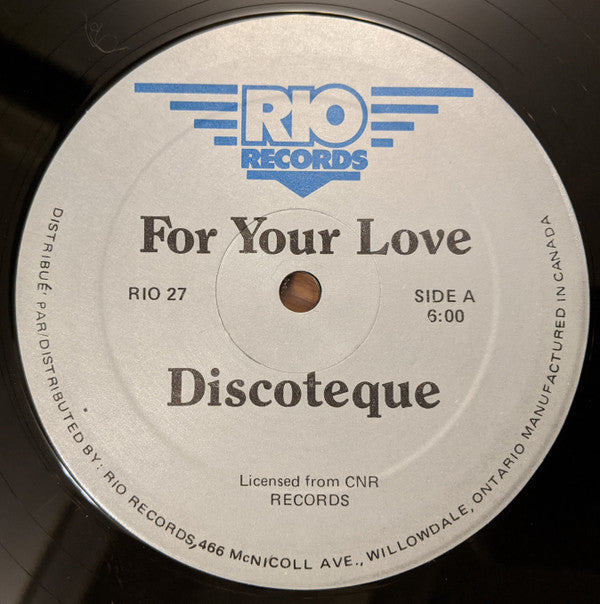 RIO
RECORDS
For Your Love
RIO 27
SIDE A
6:00
Discoteque
Licensed from CNR
RECORDS
DISTRIBUÉ, PAR/DISTRIBUTED BY: RIO RECORDS, 466 McNICOLL AVE., WILLOWDALE, ONTARIO MANUFACTURED IN CANADA